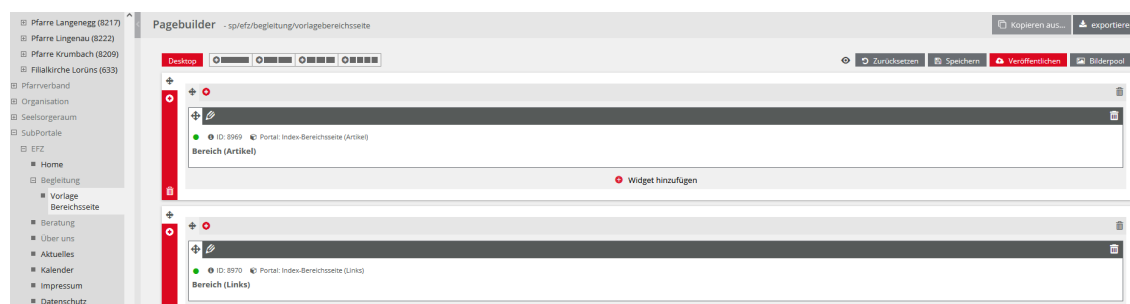 Pfarre Langenegg (8217)
Pfarre Lingenau (8222)
Pfarre Krumbach (8209)
Filialkirche Lorüns (633)
Pfarrverband
Organisation
Seelsorgeraum
SubPortale
EFZ
Home
Begleitung
Vorlage
Bereichsseite
Beratung
Über uns
Aktuelles
Kalender
Impressum
Datenschutz
Pagebuilder - sp/efz/begleitung/vorlagebereichsseite
Kopieren aus... exportiere
Desktop
Zurücksetzen Speichern Veröffentlichen Bilderpool
ID: 8969 Portal: Index-Bereichsseite (Artikel)
Bereich (Artikel)
Widget hinzufügen
ID: 8970 Portal: Index-Bereichsseite (Links)
Bereich (Links)